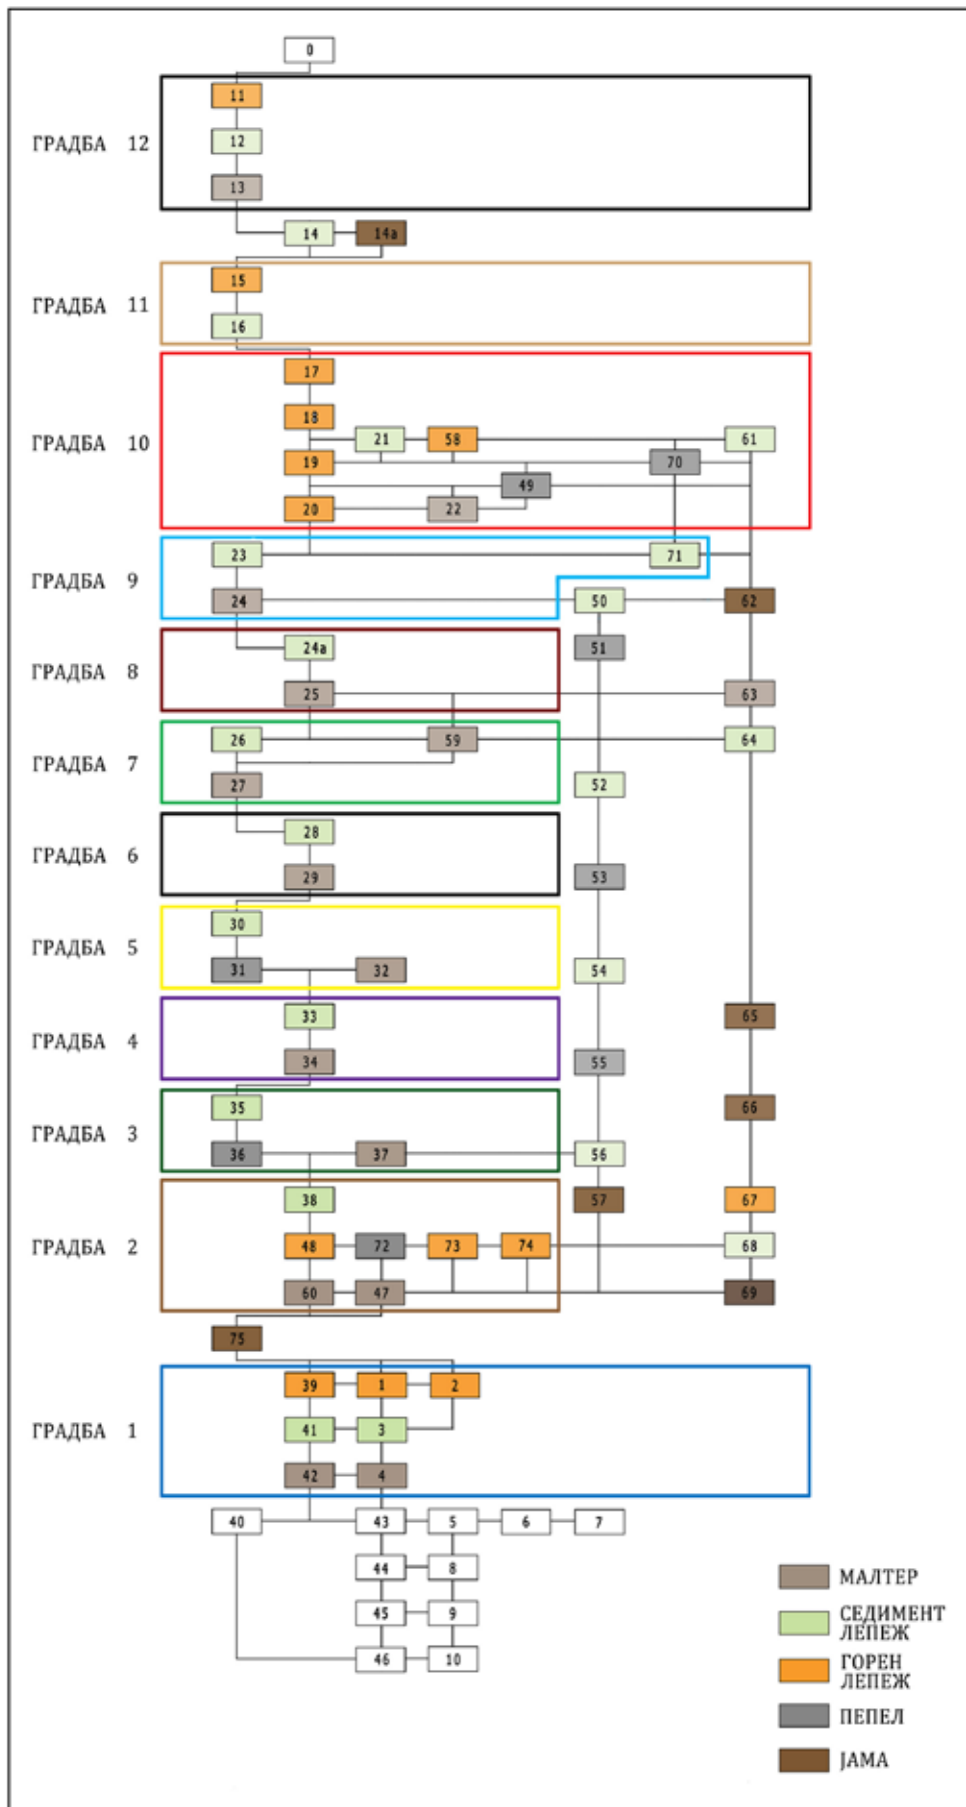 0
11
ГРАДБА 12
12
13
14 14а
15
ГРАДБА 11
16
17
18
ГРАДБА 10
21 58 61
19 70
49
20 22
23 71
ГРАДБА 9
24 50 62
24а 51
ГРАДБА 8
25 63
26 59 64
ГРАДБА 7
27 52
28
ГРАДБА 6
29 53
30
ГРАДБА 5
31 32 54
33 65
ГРАДБА 4
34 55
35 66
ГРАДБА 3
36 37 56
38 57 67
ГРАДБА 2
48 72 73 74 68
60 47 69
75
39 1 2
ГРАДБА 1
41 3
42 4
40 43 5 6 7
44 8
45 9
46 10
МАЛТЕР
СЕДИМЕНТ
ЛЕПЕЖ
ГОРЕН
ЛЕПЕЖ
ПЕПЕЛ
ЈАМА